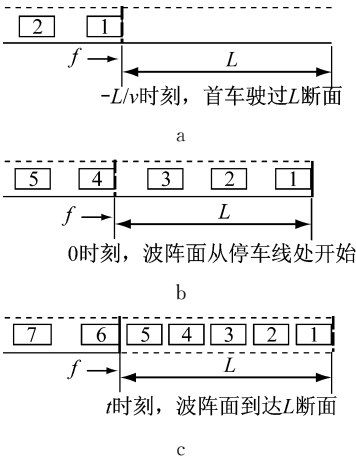 2 1
f L
-L/v时刻，首车驶过L断面
a
5 4 3 2 1
f L
0时刻，波阵面从停车线处开始
b
7 6 5 4 3 2 1
f L
t时刻，波阵面到达L断面
c